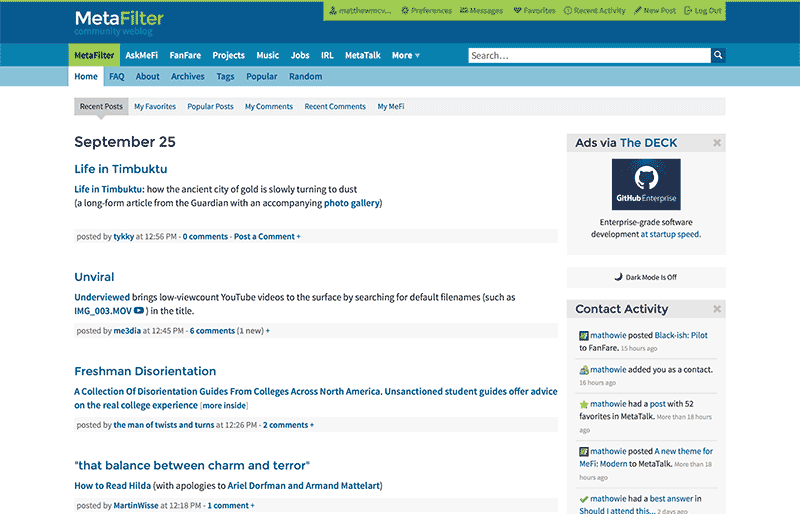 MetaFilter
community weblog
matthewmcv... Preferences Messages Favorites Recent Activity New Post Log Out
MetaFilter AskMeFi FanFare Projects Music Jobs IRL MetaTalk More ▾
Search...
Home FAQ About Archives Tags Popular Random
Recent Posts My Favorites Popular Posts My Comments Recent Comments My MeFi
September 25
Life in Timbuktu
Life in Timbuktu: how the ancient city of gold is slowly turning to dust
(a long-form article from the Guardian with an accompanying photo gallery)
posted by tykky at 12:56 PM - 0 comments - Post a Comment +
Unviral
Underviewed brings low-viewcount YouTube videos to the surface by searching for default filenames (such as
IMG_003.MOV ) in the title.
posted by me3dia at 12:45 PM - 6 comments (1 new) +
Freshman Disorientation
A Collection Of Disorientation Guides From Colleges Across North America. Unsanctioned student guides offer advice
on the real college experience [more inside]
posted by the man of twists and turns at 12:26 PM - 2 comments +
"that balance between charm and terror"
How to Read Hilda (with apologies to Ariel Dorfman and Armand Mattelart)
posted by MartinWisse at 12:18 PM - 1 comment +
Ads via The DECK
GitHub Enterprise
Enterprise-grade software
development at startup speed.
Dark Mode Is Off
Contact Activity
mathowie posted Black-ish: Pilot
to FanFare. 15 hours ago
mathowie added you as a contact.
16 hours ago
mathowie had a post with 52
favorites in MetaTalk. More than 18 hours
ago
mathowie posted A new theme for
MeFi: Modern to MetaTalk. More than 18
hours ago
mathowie had a best answer in
Should I attend this... 2 days ago